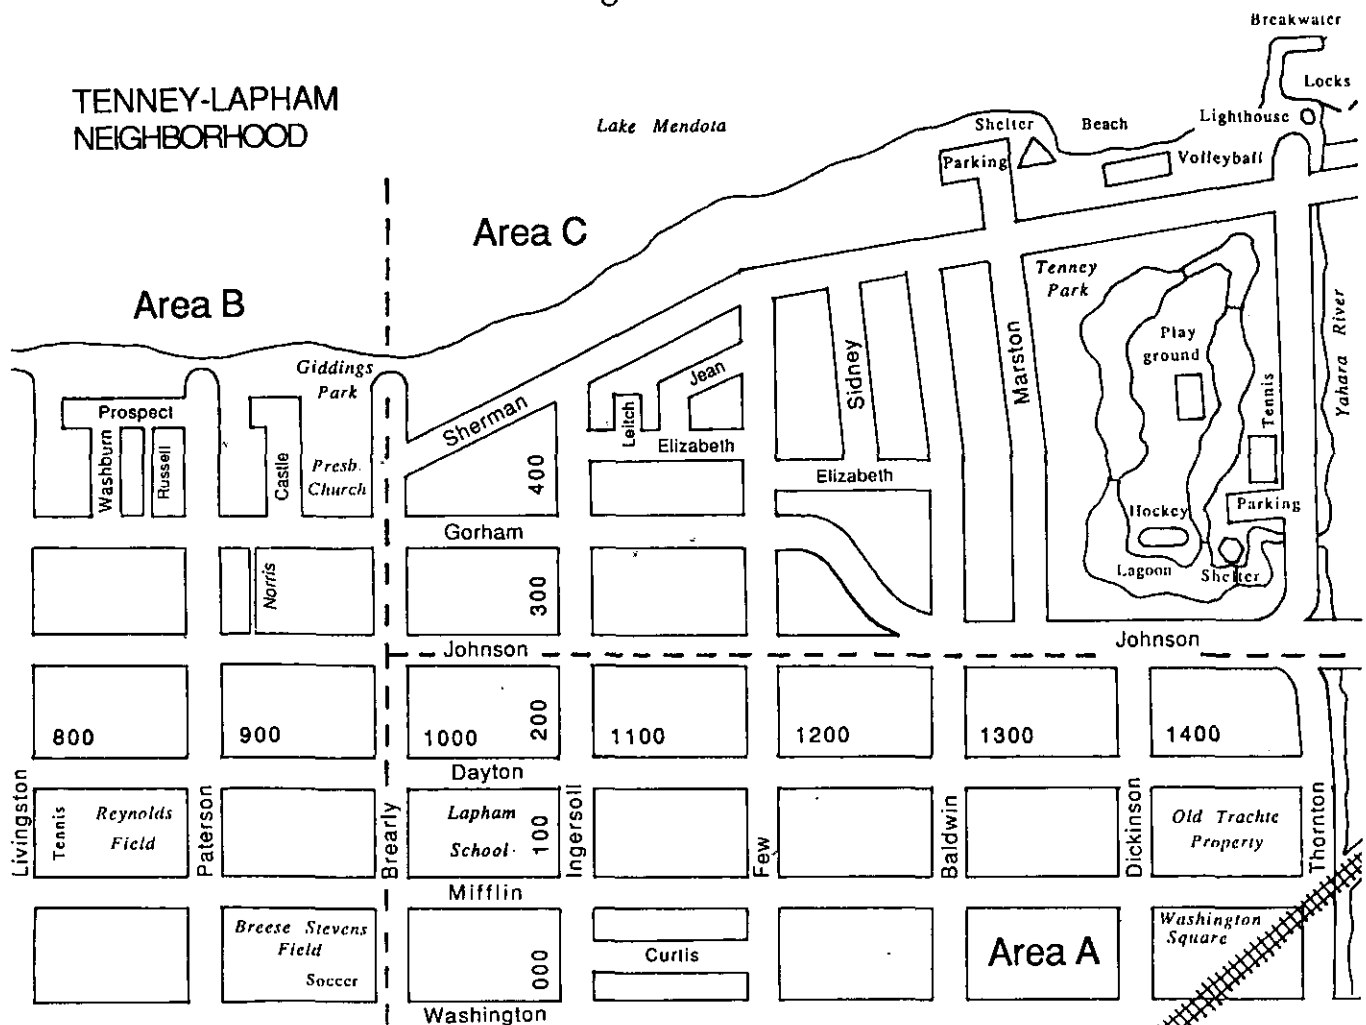 Breakwater
Locks
TENNEY-LAPHAM
NEIGHBORHOOD
Lake Mendota
Shelter
Beach
Lighthouse
Parking
Volleyball
Area C
Area B
Tenney
Park
Giddings
Park
Play
ground
Yahara River
Marston
Sidney
Jean
Tennis
Prospect
Sherman
Leitch
Elizabeth
Washburn
Russell
Castle
Presb.
Church
400
Elizabeth
Hockey
Parking
Gorham
Lagoon
Shelter
Norris
300
Johnson
Johnson
800
900
1000
200
1100
1200
1300
1400
Dayton
Livingston
Tennis
Reynolds
Field
Paterson
Brearly
Lapham
School
100
Ingersoll
Few
Baldwin
Dickinson
Old Trachte
Property
Thornton
Mifflin
Breese Stevens
Field
Soccer
000
Curtis
Area A
Washington
Square
Washington